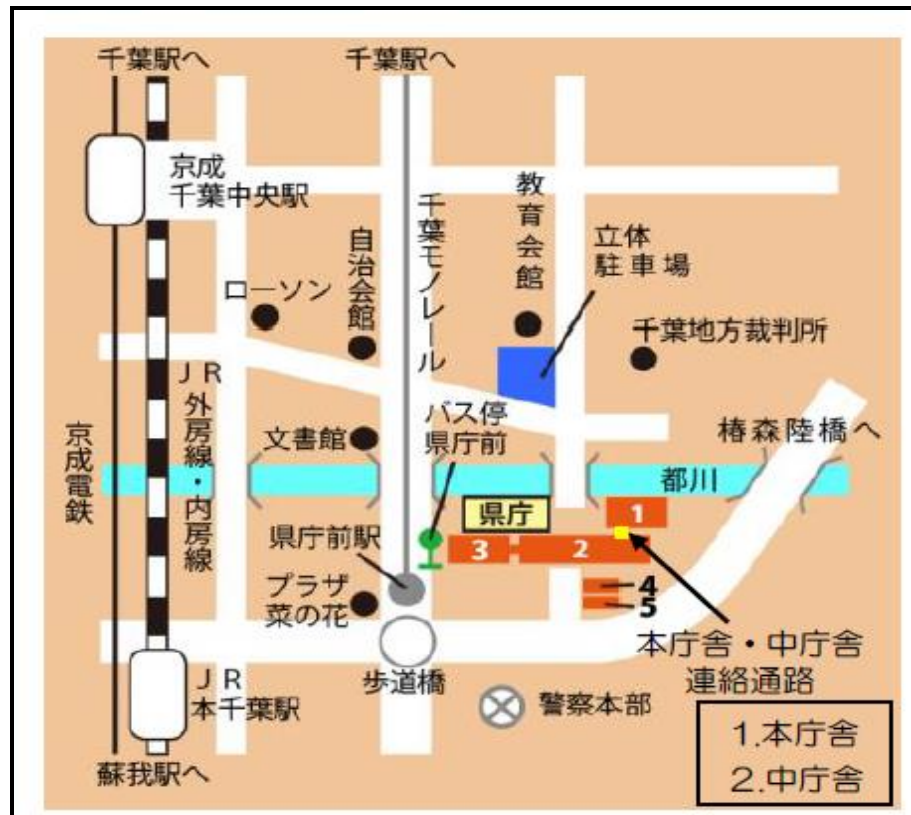 千葉駅へ
千葉駅へ
京成
千葉中央駅
千葉モノレール
教育会館
立体
駐車場
自治会館
ローソン
千葉地方裁判所
JR
外房線・内房線
京成電鉄
文書館
バス停
県庁前
椿森陸橋へ
都川
県庁
1
3
2
県庁前駅
4
5
プラザ
菜の花
本庁舎・中庁舎
連絡通路
歩道橋
JR
本千葉駅
警察本部
蘇我駅へ
1.本庁舎
2.中庁舎